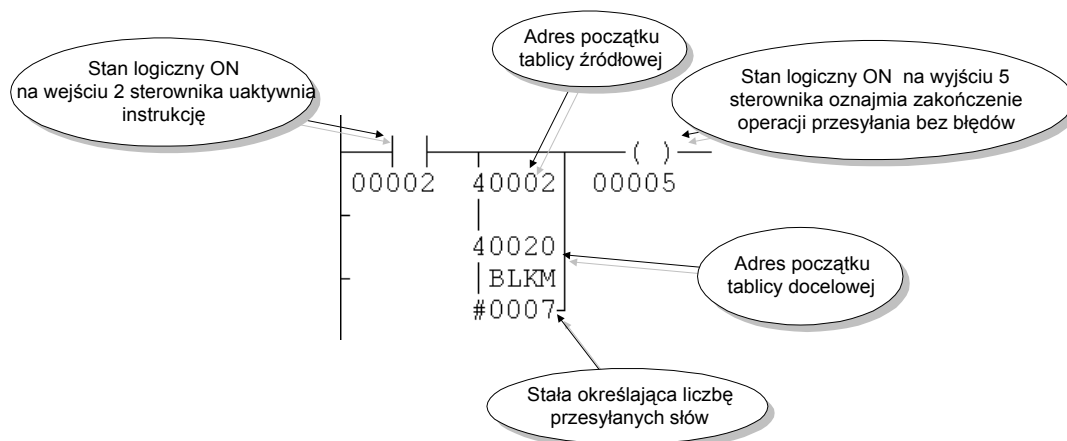 Adres początku
tablicy źródłowej
Stan logiczny ON
na wejściu 2 sterownika uaktywnia
instrukcję
Stan logiczny ON na wyjściu 5
sterownika oznajmia zakończenie
operacji przesyłania bez błędów
( )
00002 40002 00005
40020
BLKM
#0007
Adres początku
tablicy docelowej
Stała określająca liczbę
przesyłanych słów